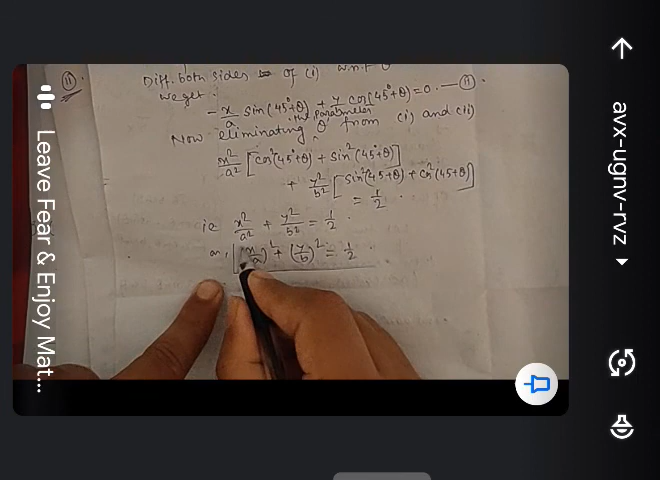 (ii) Diff. both sides of (i) w.r.t θ
we get.
- x/a sin(45°+θ) + y/b cos(45°+θ) = 0. — (ii).
Now eliminating the parameter θ from (i) and (ii)
x²/a² [cos²(45°+θ) + sin²(45°+θ)]
+ y²/b² [sin²(45+θ) + cos²(45+θ)]
= 1/2.
ie x²/a² + y²/b² = 1/2.
or, (x/a)² + (y/b)² = 1/2.
Leave Fear & Enjoy Mat...
avx-ugnv-rvz